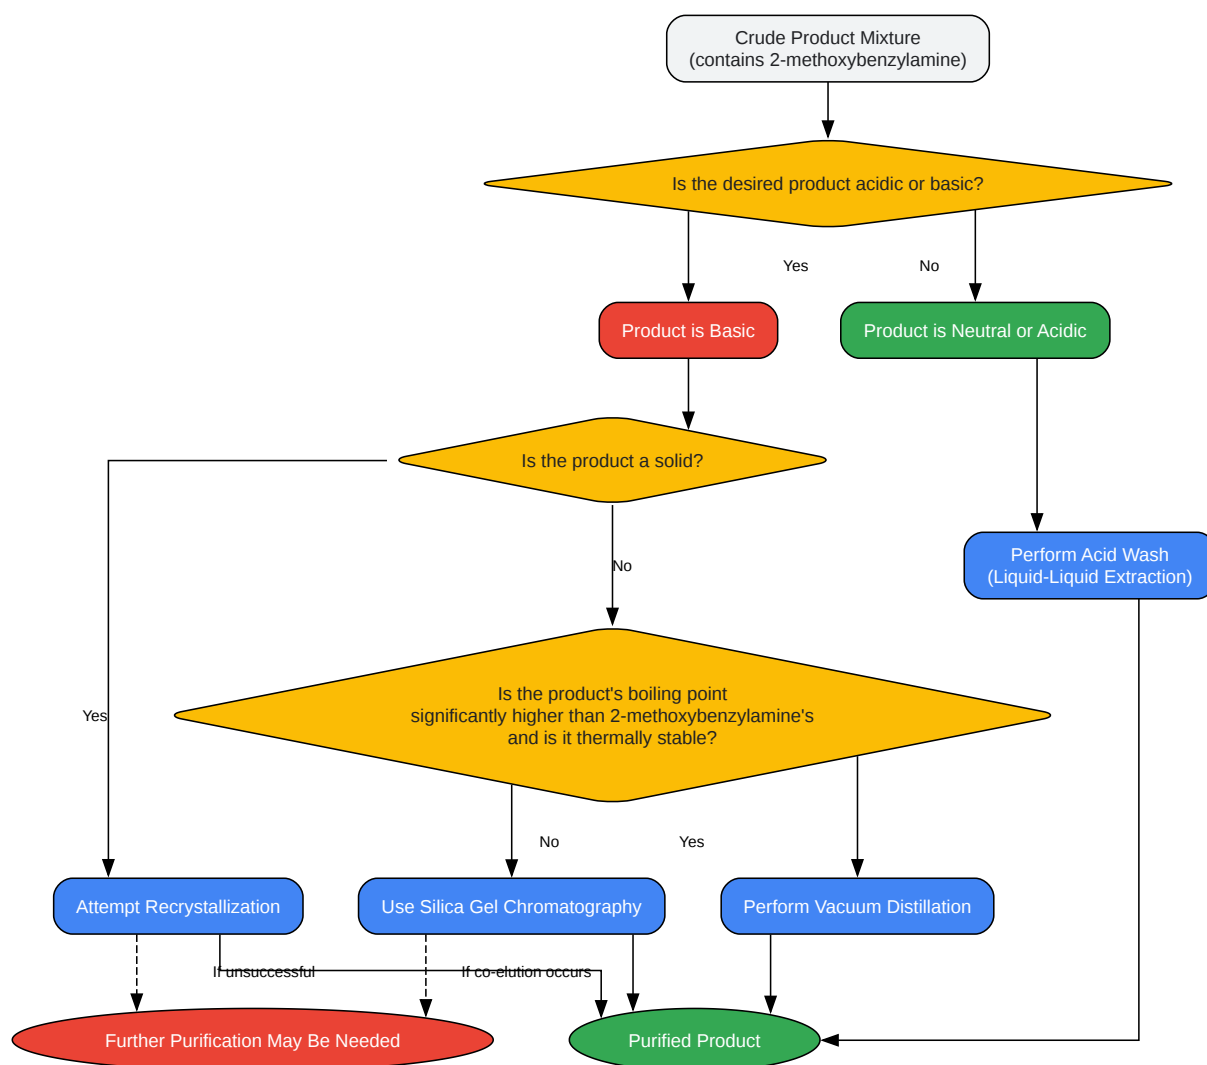 Crude Product Mixture
(contains 2-methoxybenzylamine)
Is the desired product acidic or basic?
Yes
No
Product is Basic
Product is Neutral or Acidic
Is the product a solid?
Perform Acid Wash
(Liquid-Liquid Extraction)
No
Is the product's boiling point
significantly higher than 2-methoxybenzylamine's
and is it thermally stable?
Yes
No
Yes
Attempt Recrystallization
Use Silica Gel Chromatography
Perform Vacuum Distillation
If unsuccessful
If co-elution occurs
Further Purification May Be Needed
Purified Product